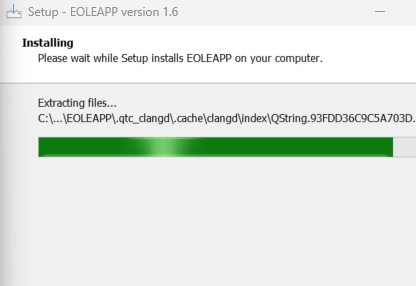 Setup - EOLEAPP version 1.6
Installing
Please wait while Setup installs EOLEAPP on your computer.
Extracting files...
C:\...\EOLEAPP\.qtc_clangd\.cache\clangd\index\QString.93FDD36C9C5A703D.